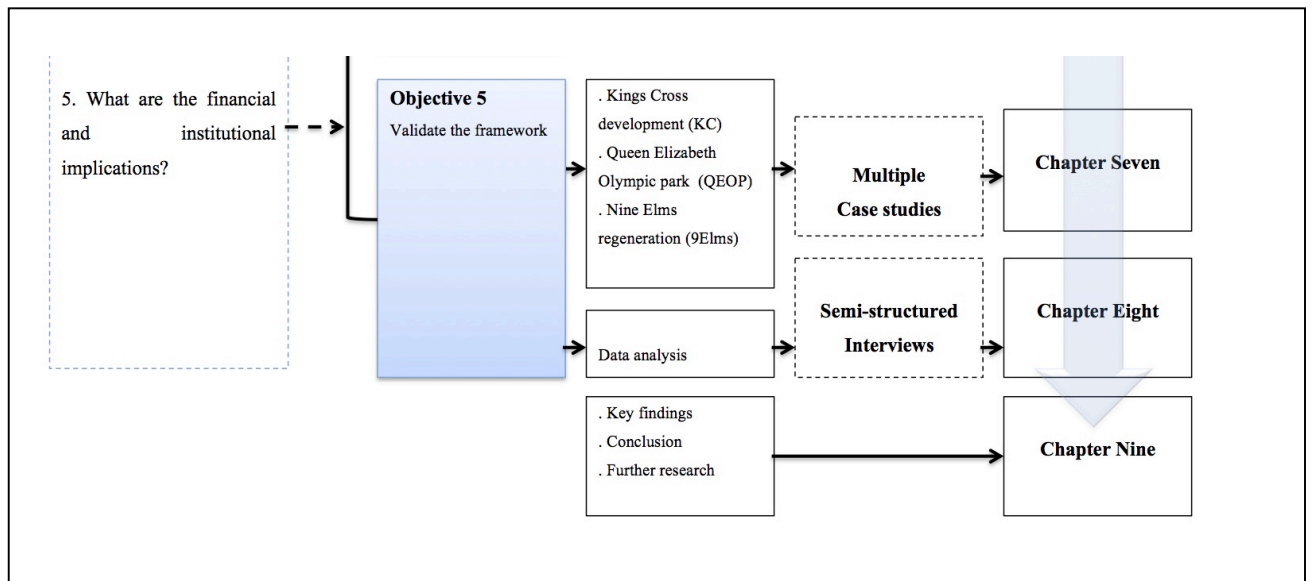 5. What are the financial
and institutional
implications?
Objective 5
Validate the framework
. Kings Cross
development (KC)
. Queen Elizabeth
Olympic park (QEOP)
. Nine Elms
regeneration (9Elms)
Multiple
Case studies
Chapter Seven
Data analysis
Semi-structured
Interviews
Chapter Eight
. Key findings
. Conclusion
. Further research
Chapter Nine